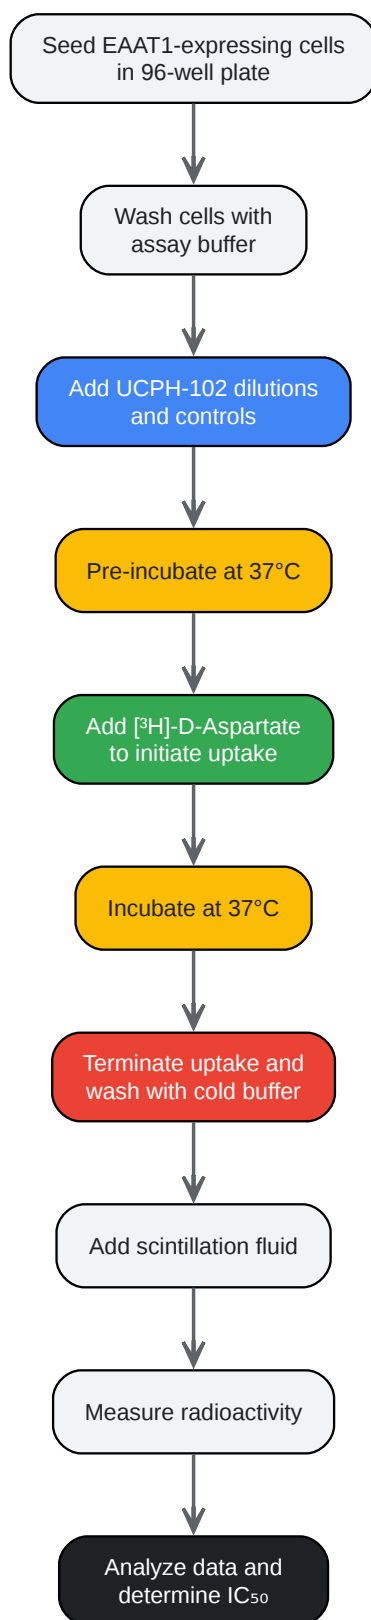 Seed EAAT1-expressing cells
in 96-well plate
Wash cells with
assay buffer
Add UCPH-102 dilutions
and controls
Pre-incubate at 37°C
Add [³H]-D-Aspartate
to initiate uptake
Incubate at 37°C
Terminate uptake and
wash with cold buffer
Add scintillation fluid
Measure radioactivity
Analyze data and
determine IC₅₀